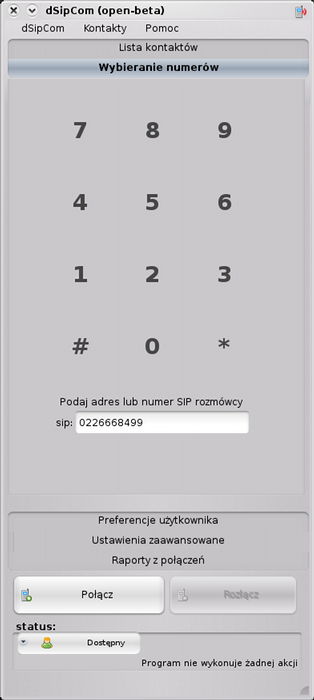 dSipCom (open-beta)
dSipCom Kontakty Pomoc
Lista kontaktów
Wybieranie numerów
7 8 9
4 5 6
1 2 3
# 0 *
Podaj adres lub numer SIP rozmówcy
sip: 0226668499
Preferencje użytkownika
Ustawienia zaawansowane
Raporty z połączeń
Połącz Rozłącz
status:
Dostępny
Program nie wykonuje żadnej akcji